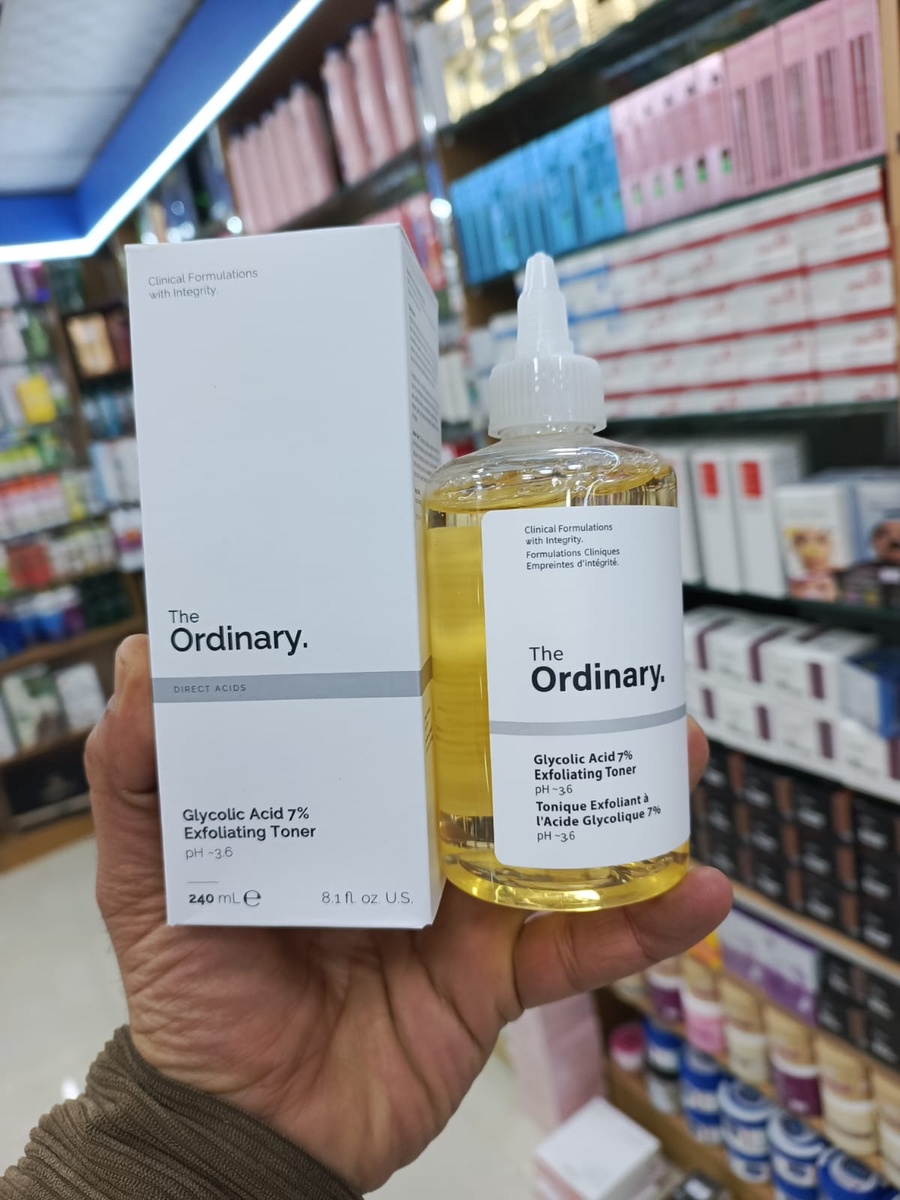 Clinical Formulations
with Integrity.
The
Ordinary.
DIRECT ACIDS
Glycolic Acid 7%
Exfoliating Toner
pH ~3.6
240 mL ℮ 8.1 fl. oz. U.S.
Clinical Formulations
with Integrity.
Formulations Cliniques
Empreintes d'intégrité.
The
Ordinary.
Glycolic Acid 7%
Exfoliating Toner
pH ~3.6
Tonique Exfoliant à
l'Acide Glycolique 7%
pH ~3.6